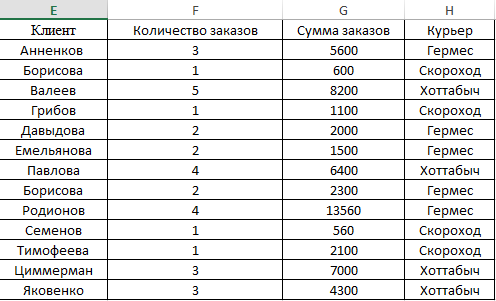 E F G H
Клиент Количество заказов Сумма заказов Курьер
Анненков 3 5600 Гермес
Борисова 1 600 Скороход
Валеев 5 8200 Хоттабыч
Грибов 1 1100 Скороход
Давыдова 2 2000 Гермес
Емельянова 2 1500 Гермес
Павлова 4 6400 Хоттабыч
Борисова 2 2300 Гермес
Родионов 4 13560 Гермес
Семенов 1 560 Скороход
Тимофеева 1 2100 Скороход
Циммерман 3 7000 Хоттабыч
Яковенко 3 4300 Хоттабыч